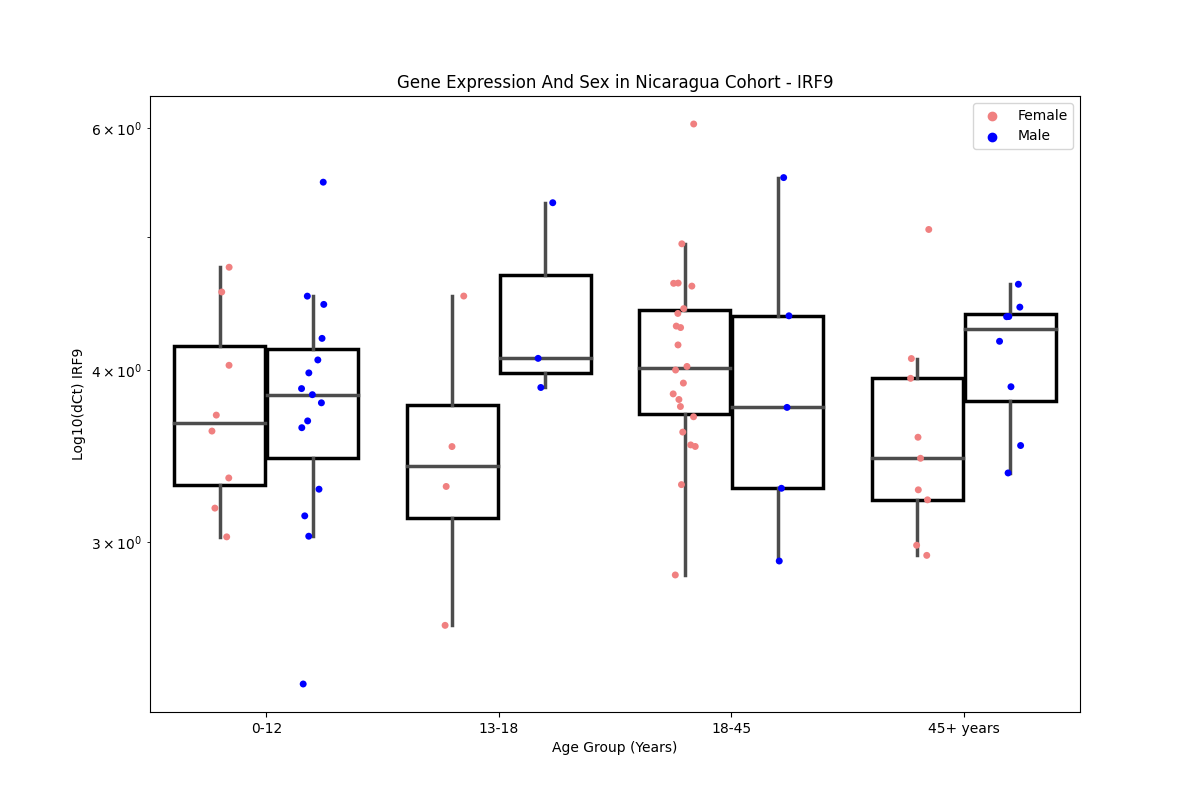 Gene Expression And Sex in Nicaragua Cohort - IRF9
Female
Male
6 × 10⁰
4 × 10⁰
3 × 10⁰
Log10(dCt) IRF9
0-12
13-18
18-45
45+ years
Age Group (Years)